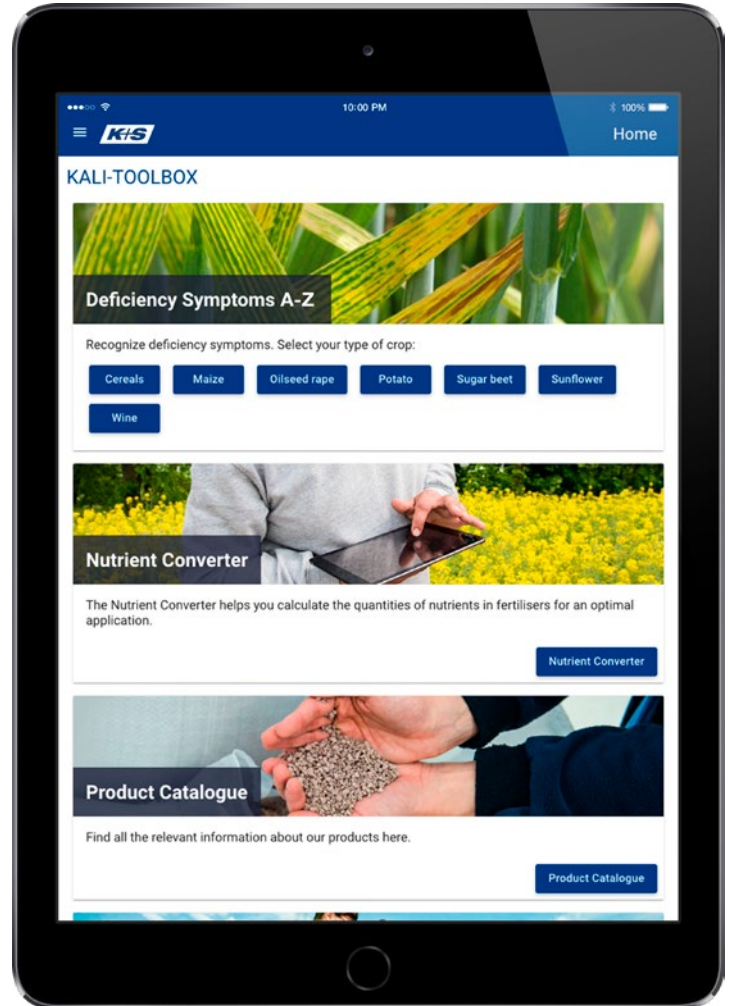 10:00 PM
100%
K+S
Home
KALI-TOOLBOX
Deficiency Symptoms A-Z
Recognize deficiency symptoms. Select your type of crop:
Cereals
Maize
Oilseed rape
Potato
Sugar beet
Sunflower
Wine
Nutrient Converter
The Nutrient Converter helps you calculate the quantities of nutrients in fertilisers for an optimal
application.
Nutrient Converter
Product Catalogue
Find all the relevant information about our products here.
Product Catalogue